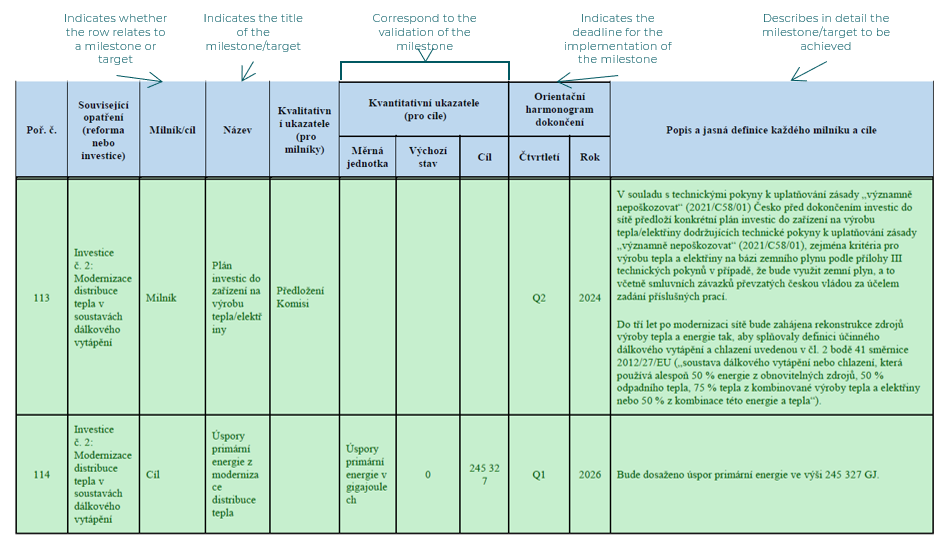 Indicates whether
the row relates to
a milestone or
target
Indicates the title
of the
milestone/target
Correspond to the
validation of the
milestone
Indicates the
deadline for the
implementation of
the milestone
Describes in detail the
milestone/target to be
achieved
Poř. č.
Související
opatření
(reforma
nebo
investice)
Milník/cíl
Název
Kvalitativn
í ukazatele
(pro
milníky)
Kvantitativní ukazatele
(pro cíle)
Měrná
jednotka
Výchozí
stav
Cíl
Orientační
harmonogram
dokončení
Čtvrtletí
Rok
Popis a jasná definice každého milníku a cíle
113
Investice
č. 2:
Modernizace
distribuce
tepla v
soustavách
dálkového
vytápění
Milník
Plán
investic do
zařízení na
výrobu
tepla/elektř
iny
Předložení
Komisi
Q2
2024
V souladu s technickými pokyny k uplatňování zásady „významně
nepoškozovat“ (2021/C58/01) Česko před dokončením investic do
sítě předloží konkrétní plán investic do zařízení na výrobu
tepla/elektřiny dodržujících technické pokyny k uplatňování zásady
„významně nepoškozovat“ (2021/C58/01), zejména kritéria pro
výrobu tepla a elektřiny na bázi zemního plynu podle přílohy III
technických pokynů v případě, že bude využit zemní plyn, a to
včetně smluvních závazků převzatých českou vládou za účelem
zadání příslušných prací.
Do tří let po modernizaci sítě bude zahájena rekonstrukce zdrojů
výroby tepla a energie tak, aby splňovaly definici účinného
dálkového vytápění a chlazení uvedenou v čl. 2 bodě 41 směrnice
2012/27/EU („soustava dálkového vytápění nebo chlazení, která
používá alespoň 50 % energie z obnovitelných zdrojů, 50 %
odpadního tepla, 75 % tepla z kombinované výroby tepla a elektřiny
nebo 50 % z kombinace této energie a tepla“).
114
Investice
č. 2:
Modernizace
distribuce
tepla v
soustavách
dálkového
vytápění
Cíl
Úspory
primární
energie z
moderniza
ce
distribuce
tepla
Úspory
primární
energie v
gigajoule
ch
0
245 32
7
Q1
2026
Bude dosaženo úspor primární energie ve výši 245 327 GJ.